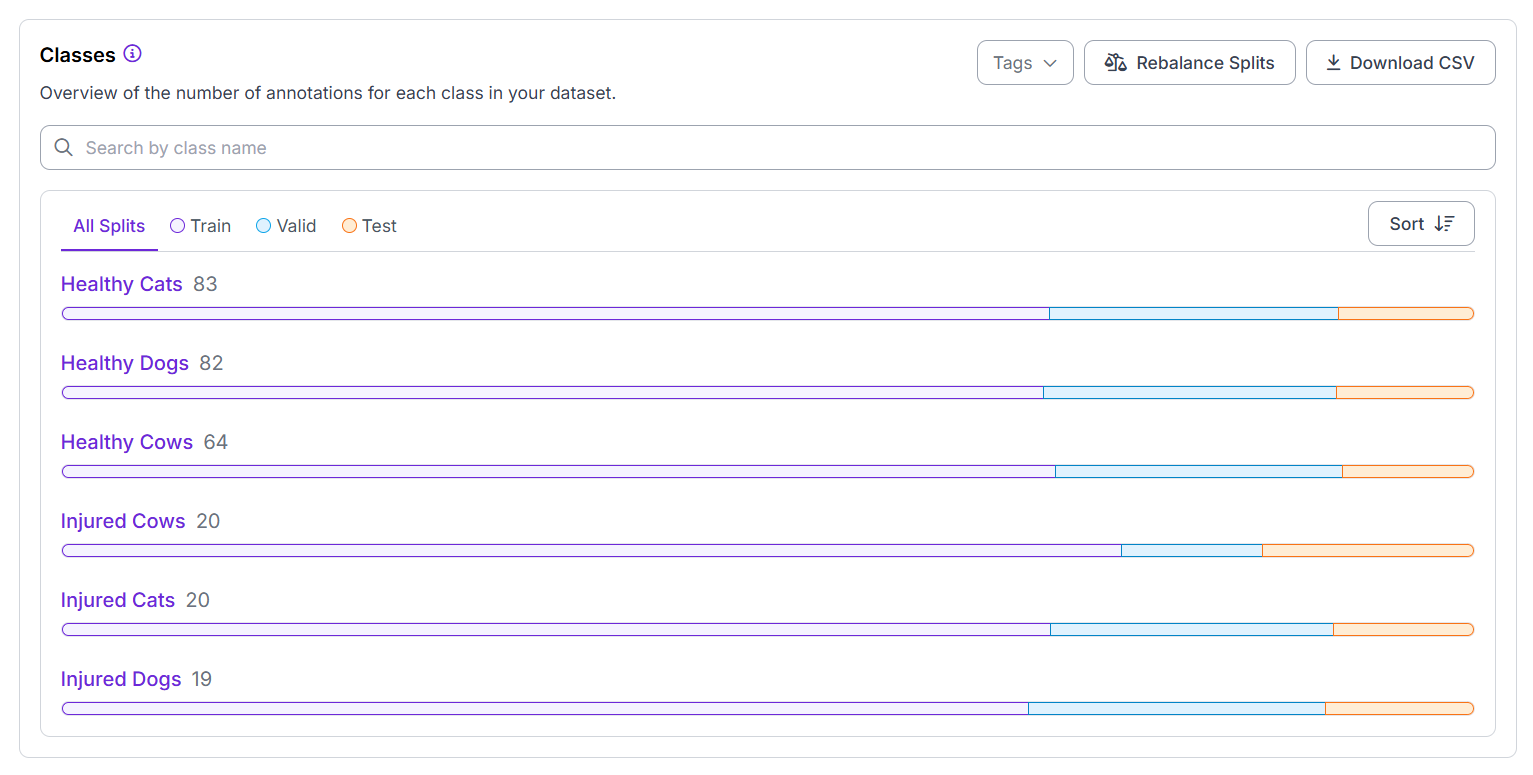 Classes
Tags
Rebalance Splits
Download CSV
Overview of the number of annotations for each class in your dataset.
Search by class name
All Splits
Train
Valid
Test
Sort
Healthy Cats 83
Healthy Dogs 82
Healthy Cows 64
Injured Cows 20
Injured Cats 20
Injured Dogs 19